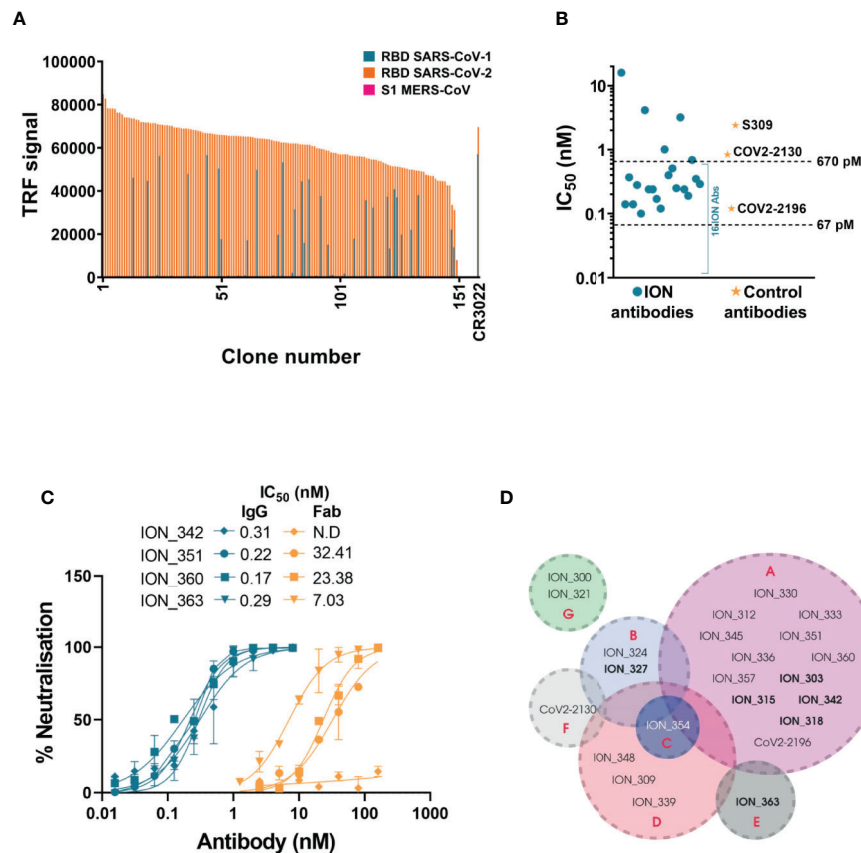 A
RBD SARS-CoV-1
RBD SARS-CoV-2
S1 MERS-CoV
TRF signal
100000
80000
60000
40000
20000
0
1
51
101
151
CR3022
Clone number
B
IC50 (nM)
10
1
0.1
0.01
S309
COV2-2130
670 pM
COV2-2196
67 pM
16 ION Abs
ION antibodies
Control antibodies
C
IC50 (nM)
IgG Fab
ION_342 0.31 N.D
ION_351 0.22 32.41
ION_360 0.17 23.38
ION_363 0.29 7.03
% Neutralisation
150
100
50
0
0.01
0.1
1
10
100
1000
Antibody (nM)
D
ION_300
ION_321
G
B
ION_324
ION_327
CoV2-2130
F
A
ION_330
ION_312 ION_333
ION_345 ION_351
ION_336 ION_360
ION_357 ION_303
ION_315 ION_342
ION_318
CoV2-2196
ION_354
C
ION_348
ION_309
ION_339
D
ION_363
E